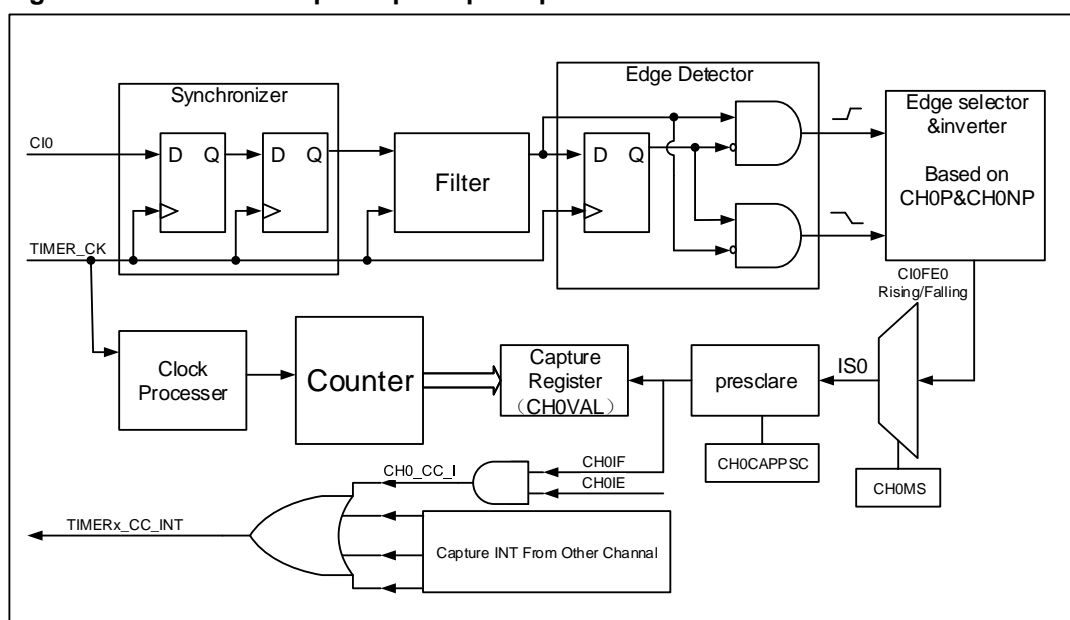 Synchronizer
Edge Detector
CI0
D Q
D Q
Filter
D Q
Edge selector
&inverter
Based on
CH0P&CH0NP
TIMER_CK
CI0FE0
Rising/Falling
Clock
Processer
Counter
Capture
Register
（CH0VAL）
presclare
IS0
CH0CAPPSC
CH0MS
CH0_CC_I
CH0IF
CH0IE
TIMERx_CC_INT
Capture INT From Other Channel